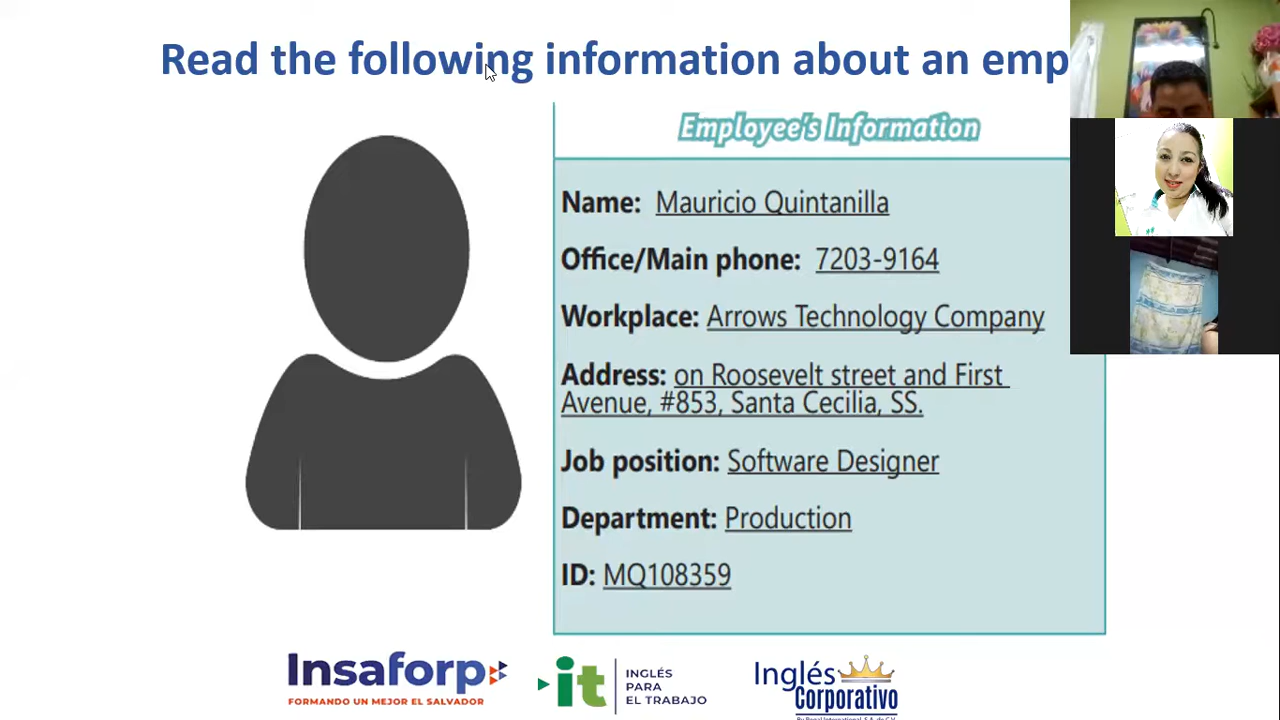 Read the following information about an emp
Employee's Information
Name: Mauricio Quintanilla
Office/Main phone: 7203-9164
Workplace: Arrows Technology Company
Address: on Roosevelt street and First
Avenue, #853, Santa Cecilia, SS.
Job position: Software Designer
Department: Production
ID: MQ108359
Insaforp
FORMANDO UN MEJOR EL SALVADOR
it
INGLÉS
PARA
EL TRABAJO
Inglés
Corporativo